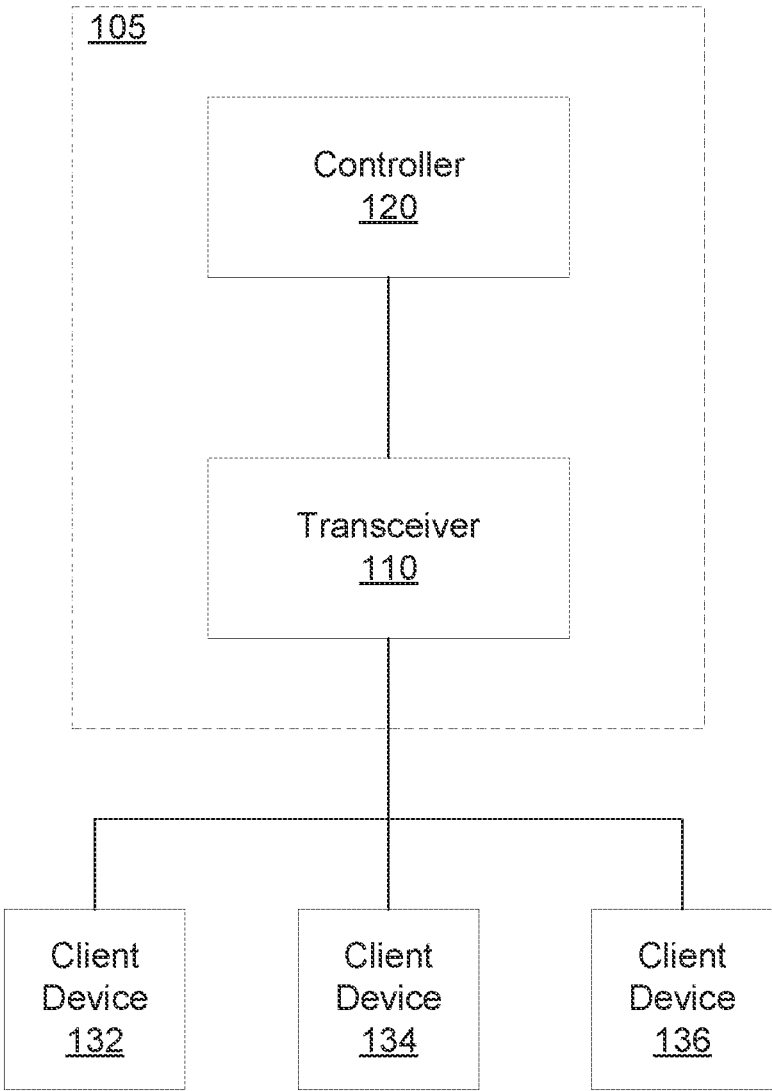 105
Controller
120
Transceiver
110
Client
Device
132
Client
Device
134
Client
Device
136